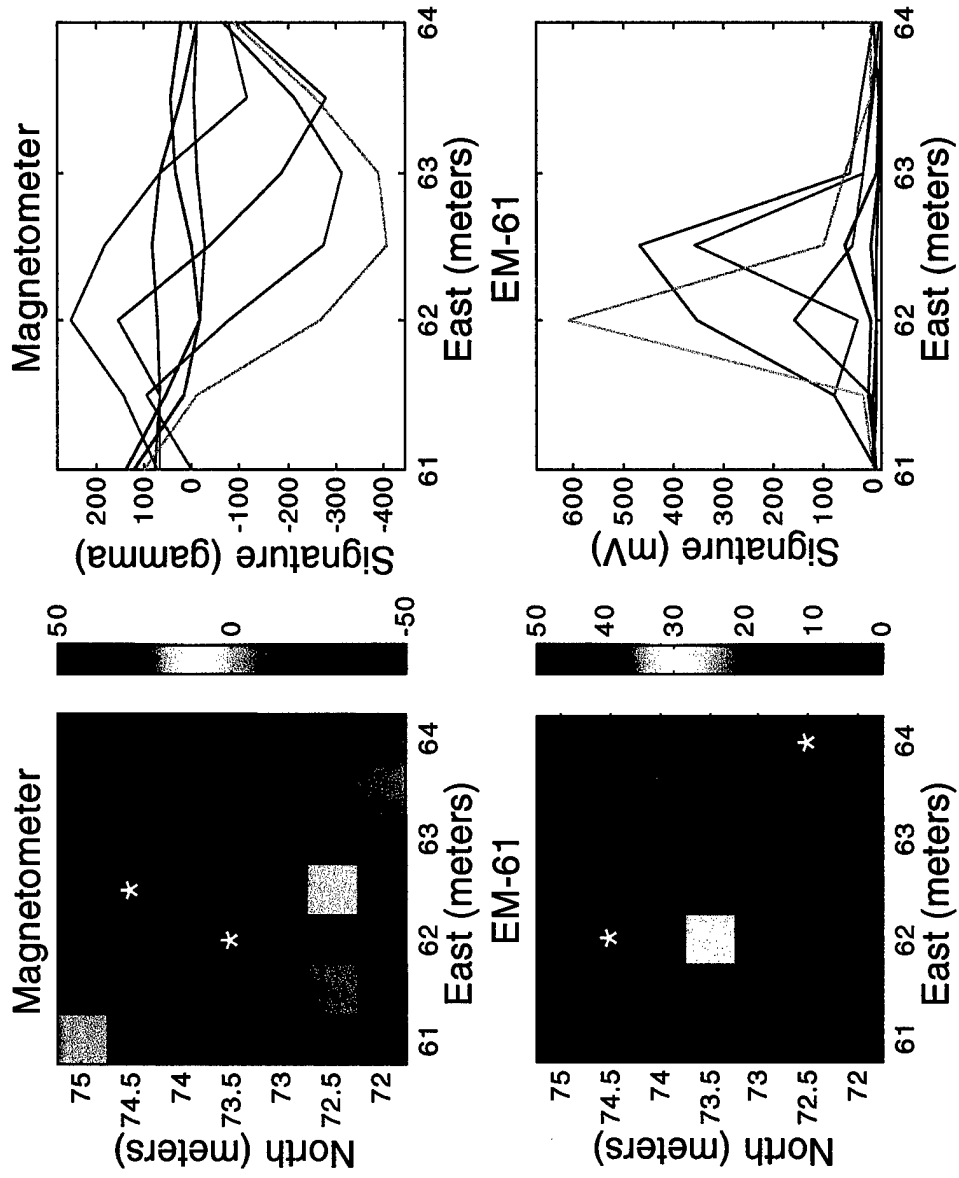 Magnetometer
North (meters)
75
74.5
74
73.5
73
72.5
72
61 62 63 64
East (meters)
50
0
-50
Magnetometer
Signature (gamma)
200
100
0
-100
-200
-300
-400
61 62 63 64
East (meters)
EM-61
North (meters)
75
74.5
74
73.5
73
72.5
72
61 62 63 64
East (meters)
50
40
30
20
10
0
EM-61
Signature (mV)
600
500
400
300
200
100
0
61 62 63 64
East (meters)